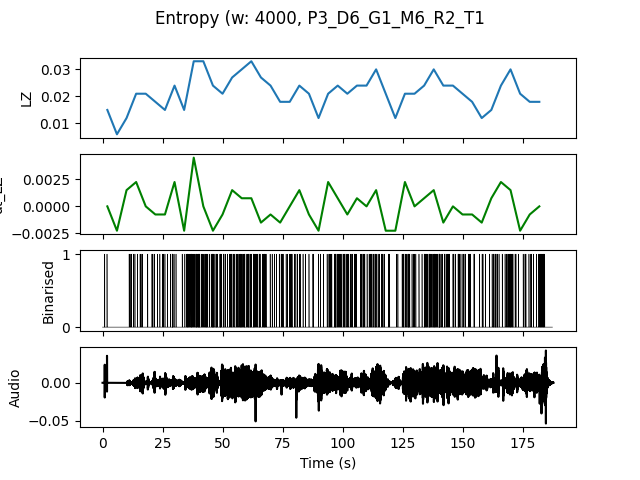 Entropy (w: 4000, P3_D6_G1_M6_R2_T1
0.03
0.02
0.01
LZ
0.0025
0.0000
−0.0025
1
0
Binarised
0.00
−0.05
Audio
0 25 50 75 100 125 150 175
Time (s)